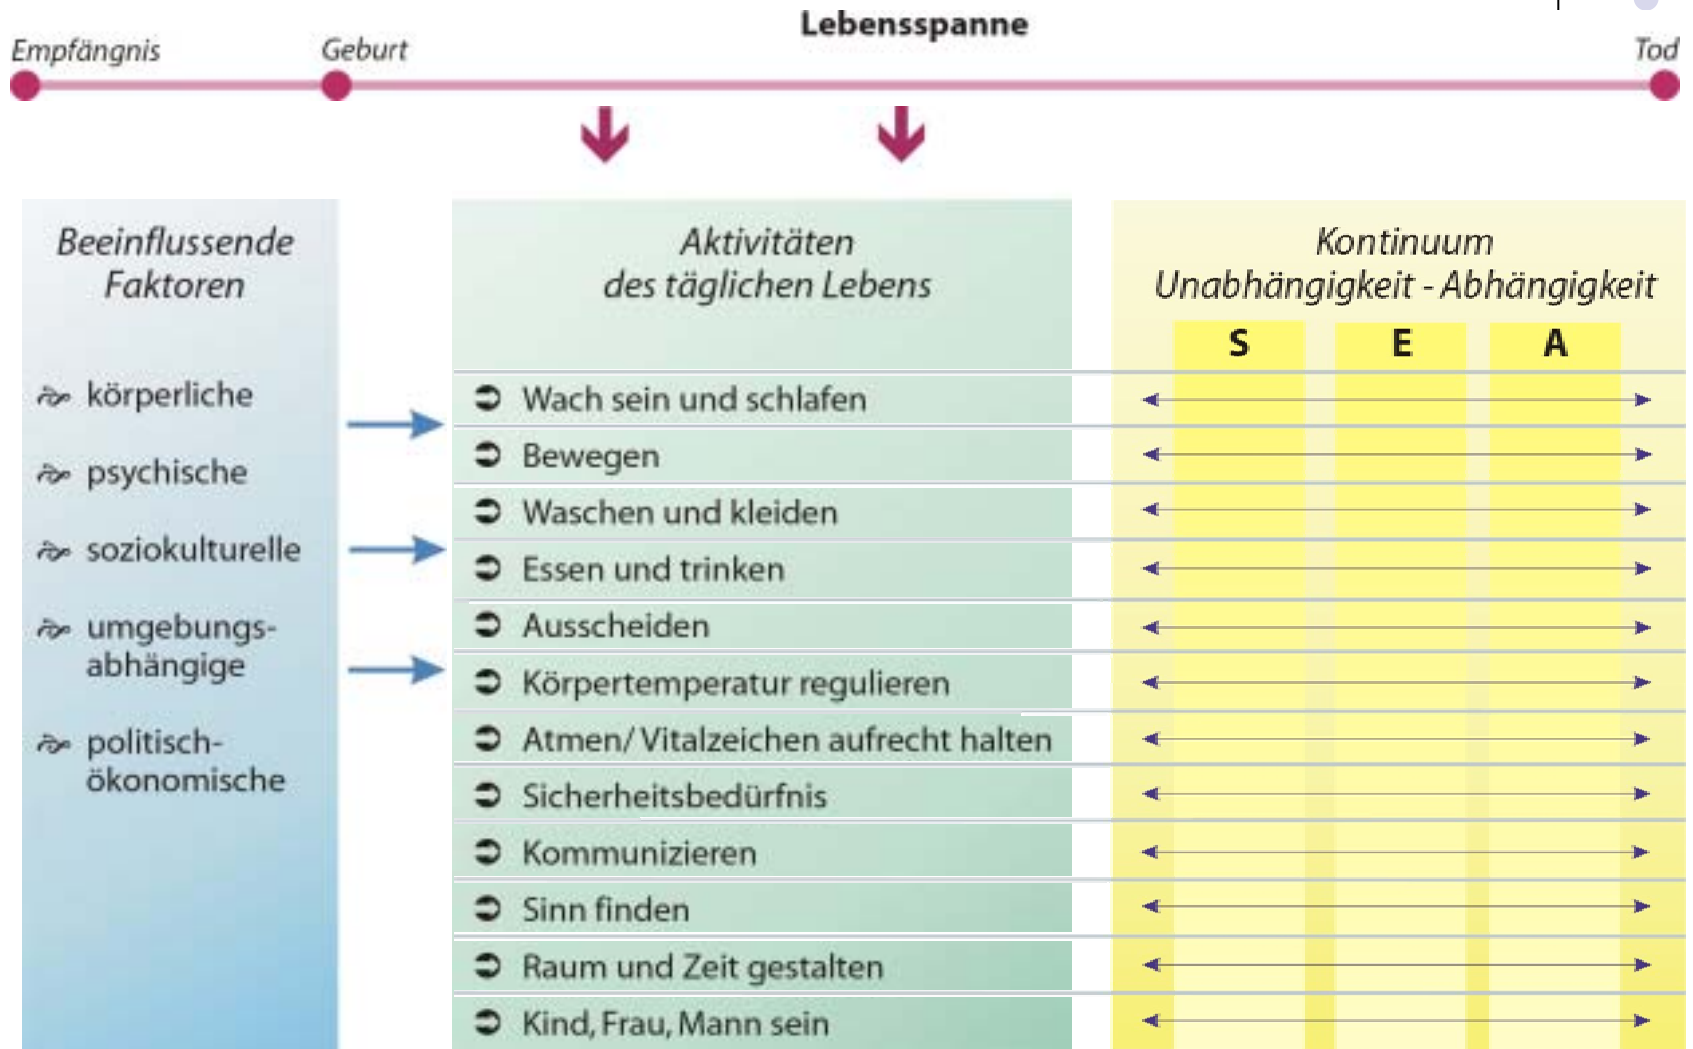 Lebensspanne
Empfängnis
Geburt
Tod
Beeinflussende
Faktoren
körperliche
psychische
soziokulturelle
umgebungs-
abhängige
politisch-
ökonomische
Aktivitäten
des täglichen Lebens
Wach sein und schlafen
Bewegen
Waschen und kleiden
Essen und trinken
Ausscheiden
Körpertemperatur regulieren
Atmen/ Vitalzeichen aufrecht halten
Sicherheitsbedürfnis
Kommunizieren
Sinn finden
Raum und Zeit gestalten
Kind, Frau, Mann sein
Kontinuum
Unabhängigkeit - Abhängigkeit
S E A